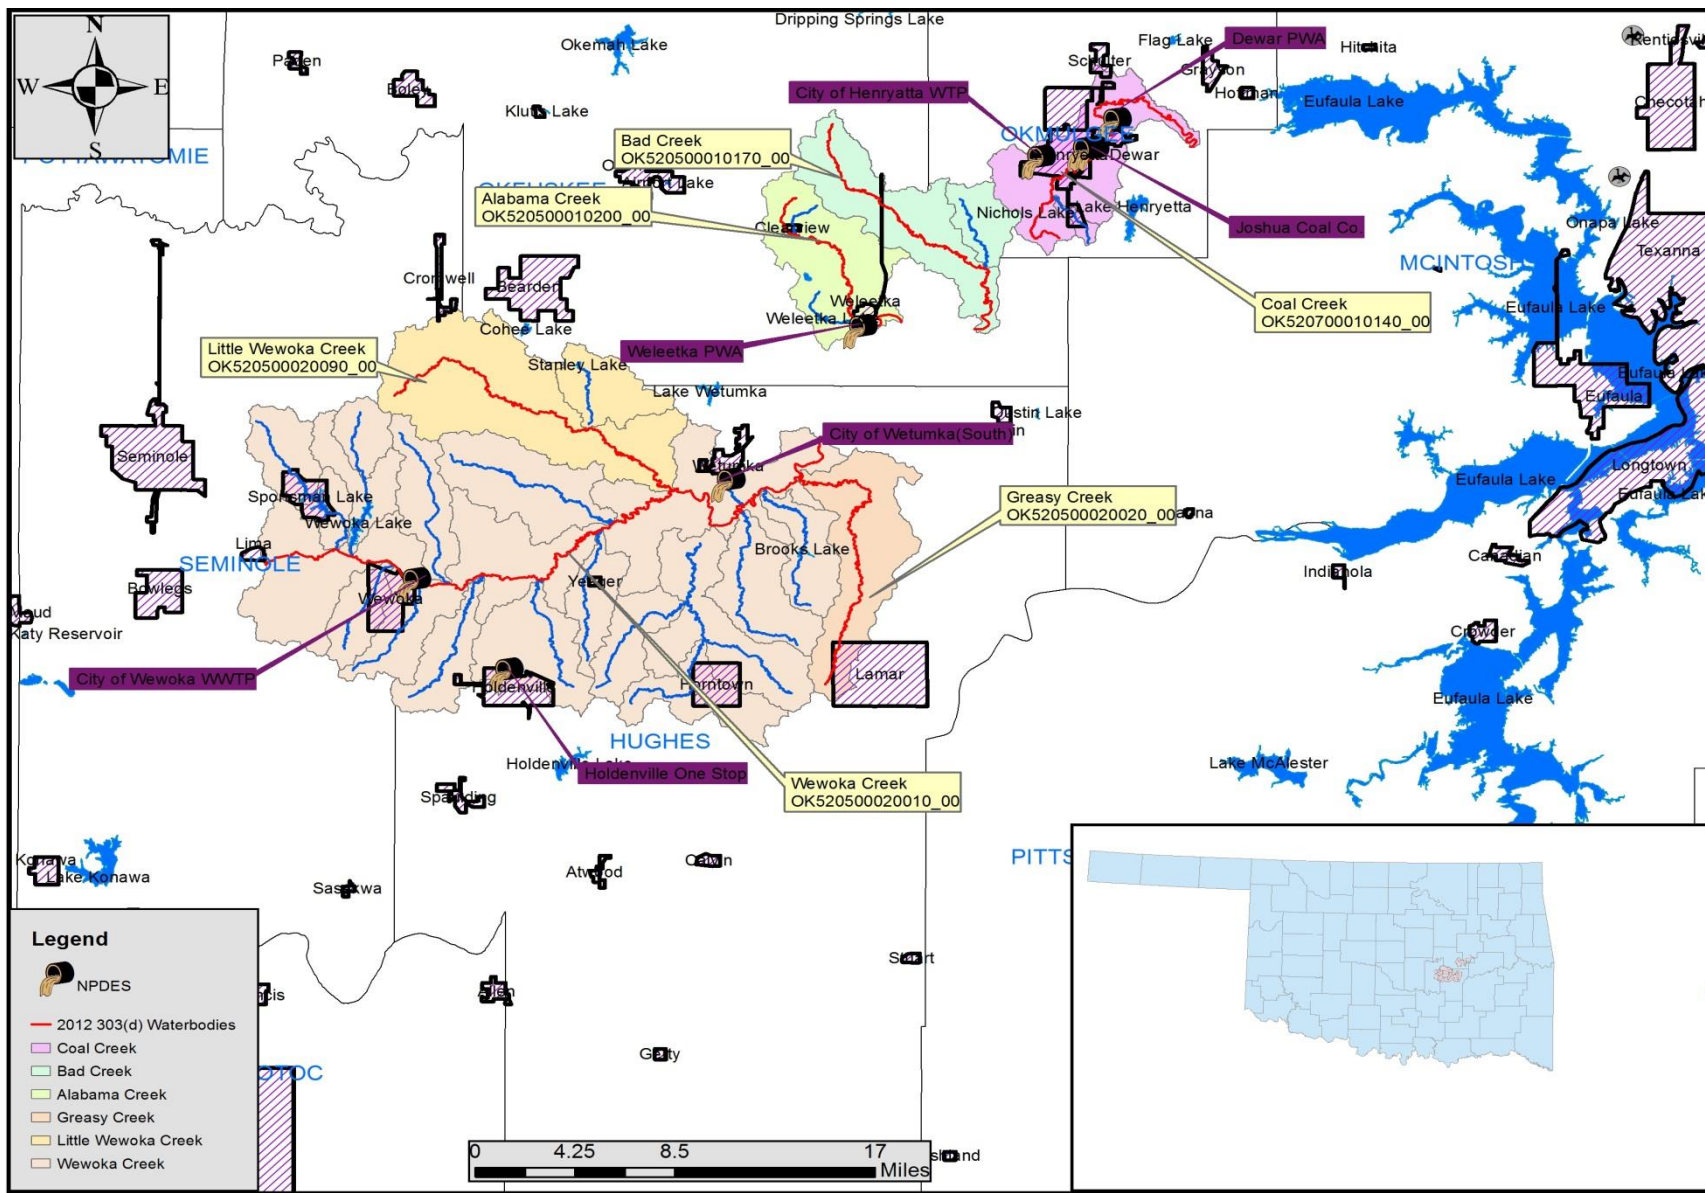 N
W
E
S
Dripping Springs Lake
Okemah Lake
Flag Lake
Dewar PWA
Hitchita
Paden
Schulter
Grayson
Boley
City of Henryatta WTP
Hoffman
Eufaula Lake
Checotah
Klutts Lake
Bad Creek
OK520500010170_00
OKMULGEE
Dewar
OKFUSKEE
Alabama Creek
OK520500010200_00
Nichols Lake
Lake Henryetta
Clearview
Joshua Coal Co.
Onapa Lake
Texanna
MCINTOSH
Cromwell
Bearden
Weleetka
Coal Creek
OK520700010140_00
Eufaula Lake
Cohee Lake
Weleetka PWA
Little Wewoka Creek
OK520500020090_00
Stanley Lake
Lake Wetumka
Eufaula
City of Wetumka(South)
Seminole
Wetumka
Longtown
Eufaula Lake
Sportsman Lake
Greasy Creek
OK520500020020_00
Wewoka Lake
Lima
Brooks Lake
SEMINOLE
Yeager
Canadian
Indianola
Bowlegs
Wewoka
Katy Reservoir
Crowder
City of Wewoka WWTP
Holdenville
Horntown
Lamar
Eufaula Lake
HUGHES
Holdenville Lake
Holdenville One Stop
Lake McAlester
Wewoka Creek
OK520500020010_00
Spaulding
Konawa
Lake Konawa
Atwood
Calvin
PITTS
Sasakwa
Stuart
Allen
Gerty
Legend
NPDES
2012 303(d) Waterbodies
Coal Creek
Bad Creek
Alabama Creek
Greasy Creek
Little Wewoka Creek
Wewoka Creek
0 4.25 8.5 17
Miles